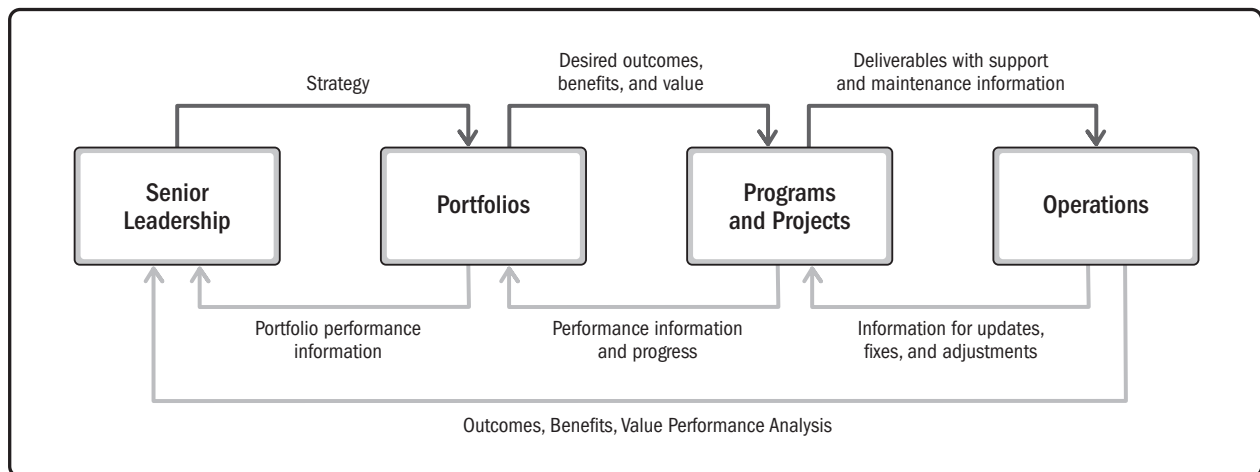 Strategy
Desired outcomes,
benefits, and value
Deliverables with support
and maintenance information
Senior
Leadership
Portfolios
Programs
and Projects
Operations
Portfolio performance
information
Performance information
and progress
Information for updates,
fixes, and adjustments
Outcomes, Benefits, Value Performance Analysis